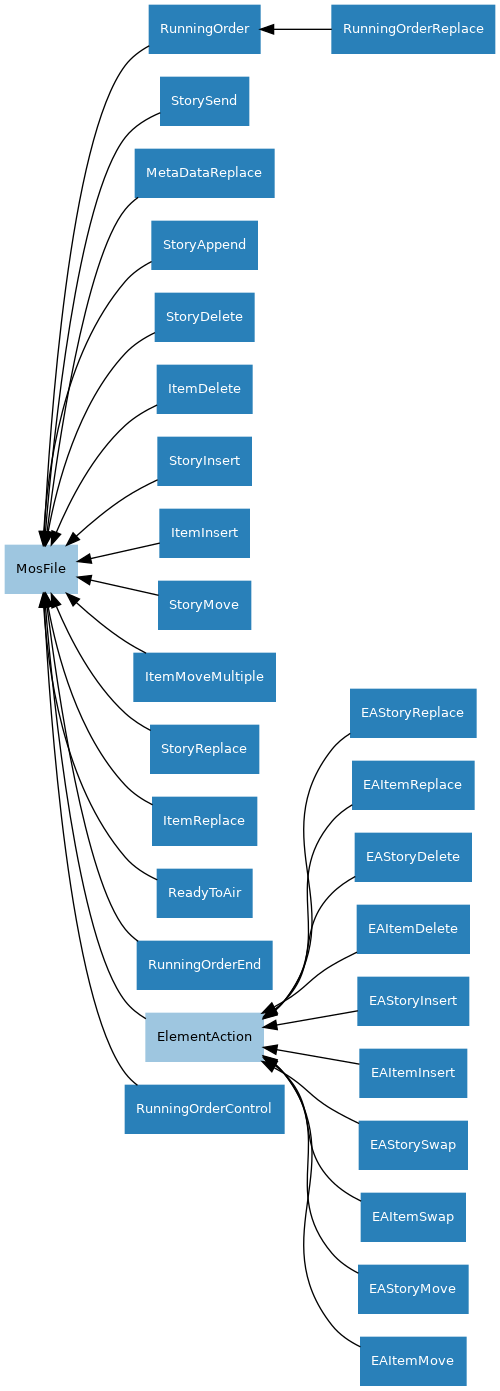 RunningOrder
RunningOrderReplace
StorySend
MetaDataReplace
StoryAppend
StoryDelete
ItemDelete
StoryInsert
ItemInsert
MosFile
StoryMove
ItemMoveMultiple
EAStoryReplace
StoryReplace
EAItemReplace
ItemReplace
EAStoryDelete
ReadyToAir
EAItemDelete
RunningOrderEnd
EAStoryInsert
ElementAction
EAItemInsert
RunningOrderControl
EAStorySwap
EAItemSwap
EAStoryMove
EAItemMove